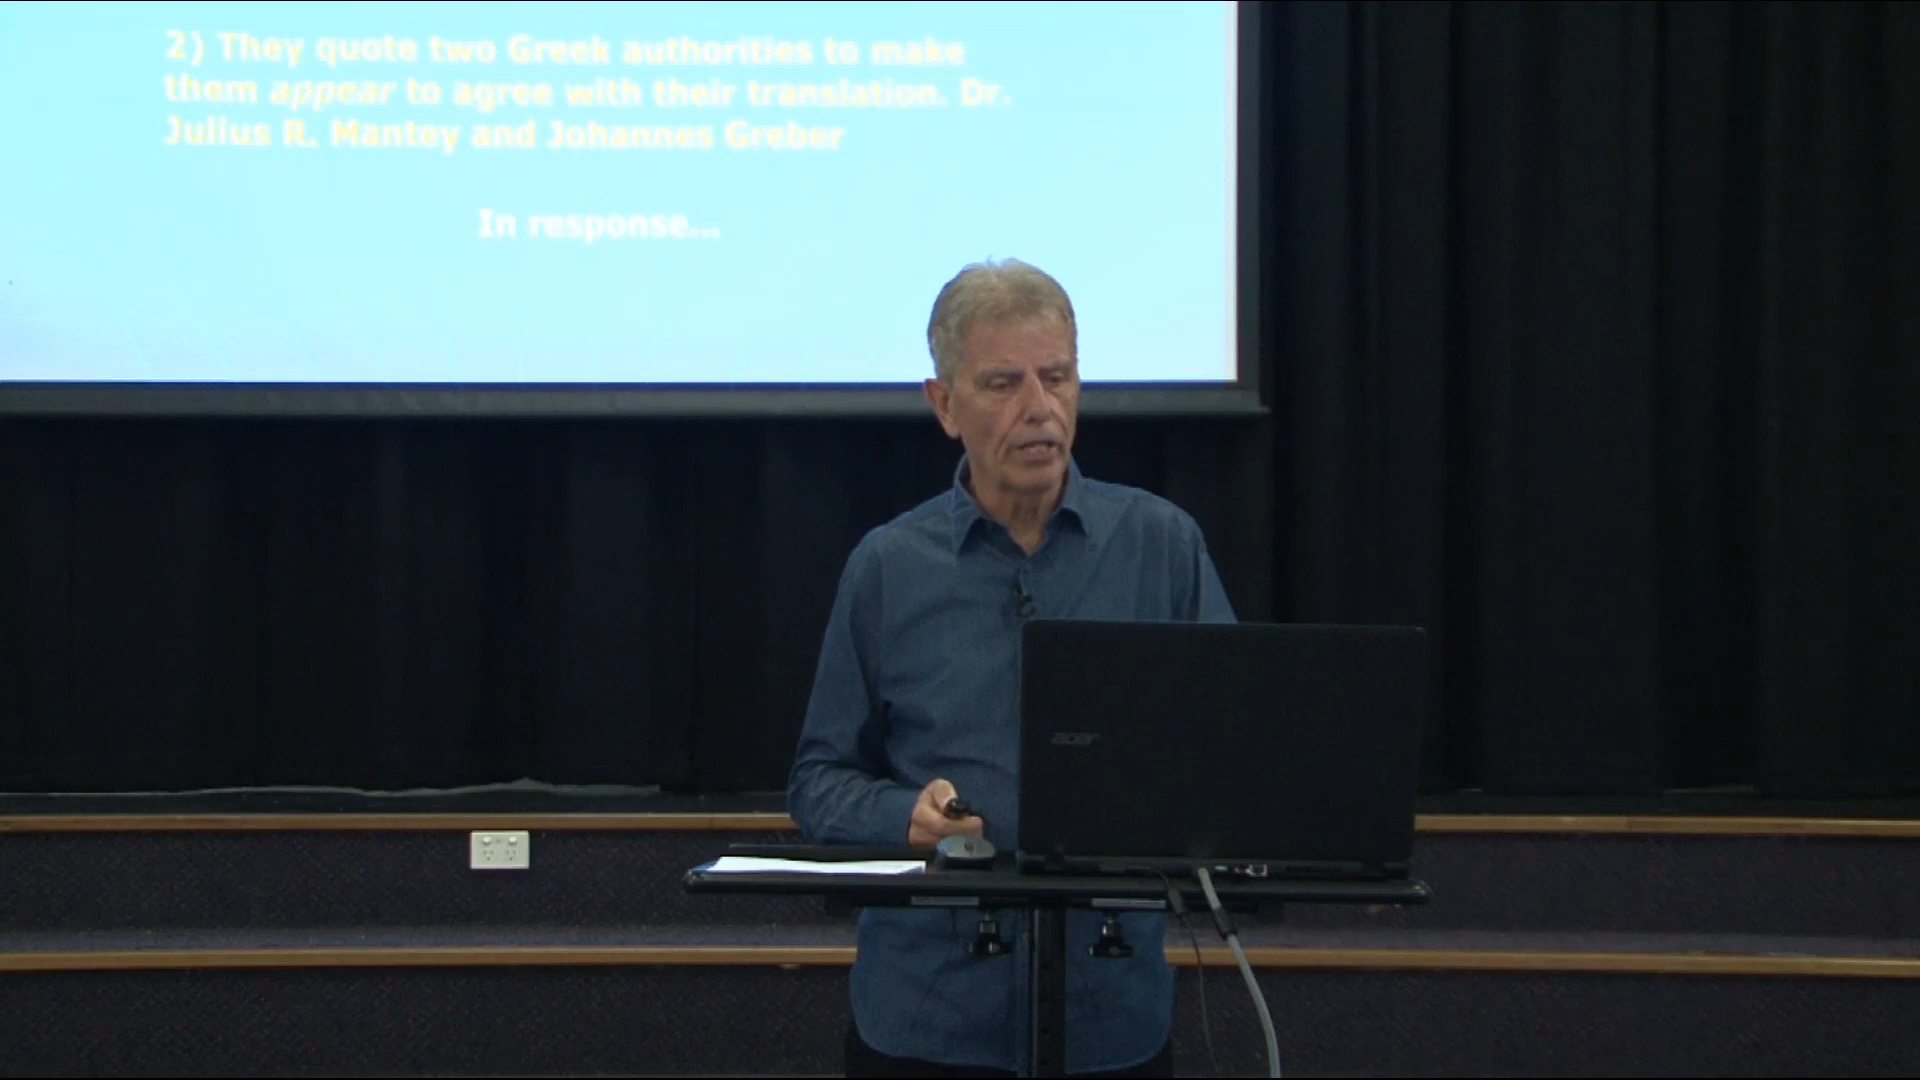 2) They quote two Greek authorities to make
them appear to agree with their translation. Dr.
Julius R. Mantey and Johannes Greber
In response...
acer